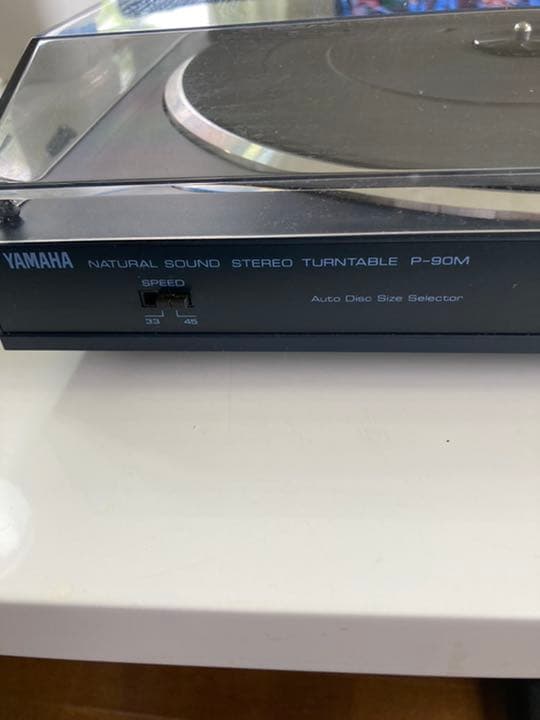 YAMAHA NATURAL SOUND STEREO TURNTABLE P-90M
SPEED
Auto Disc Size Selector
33 45